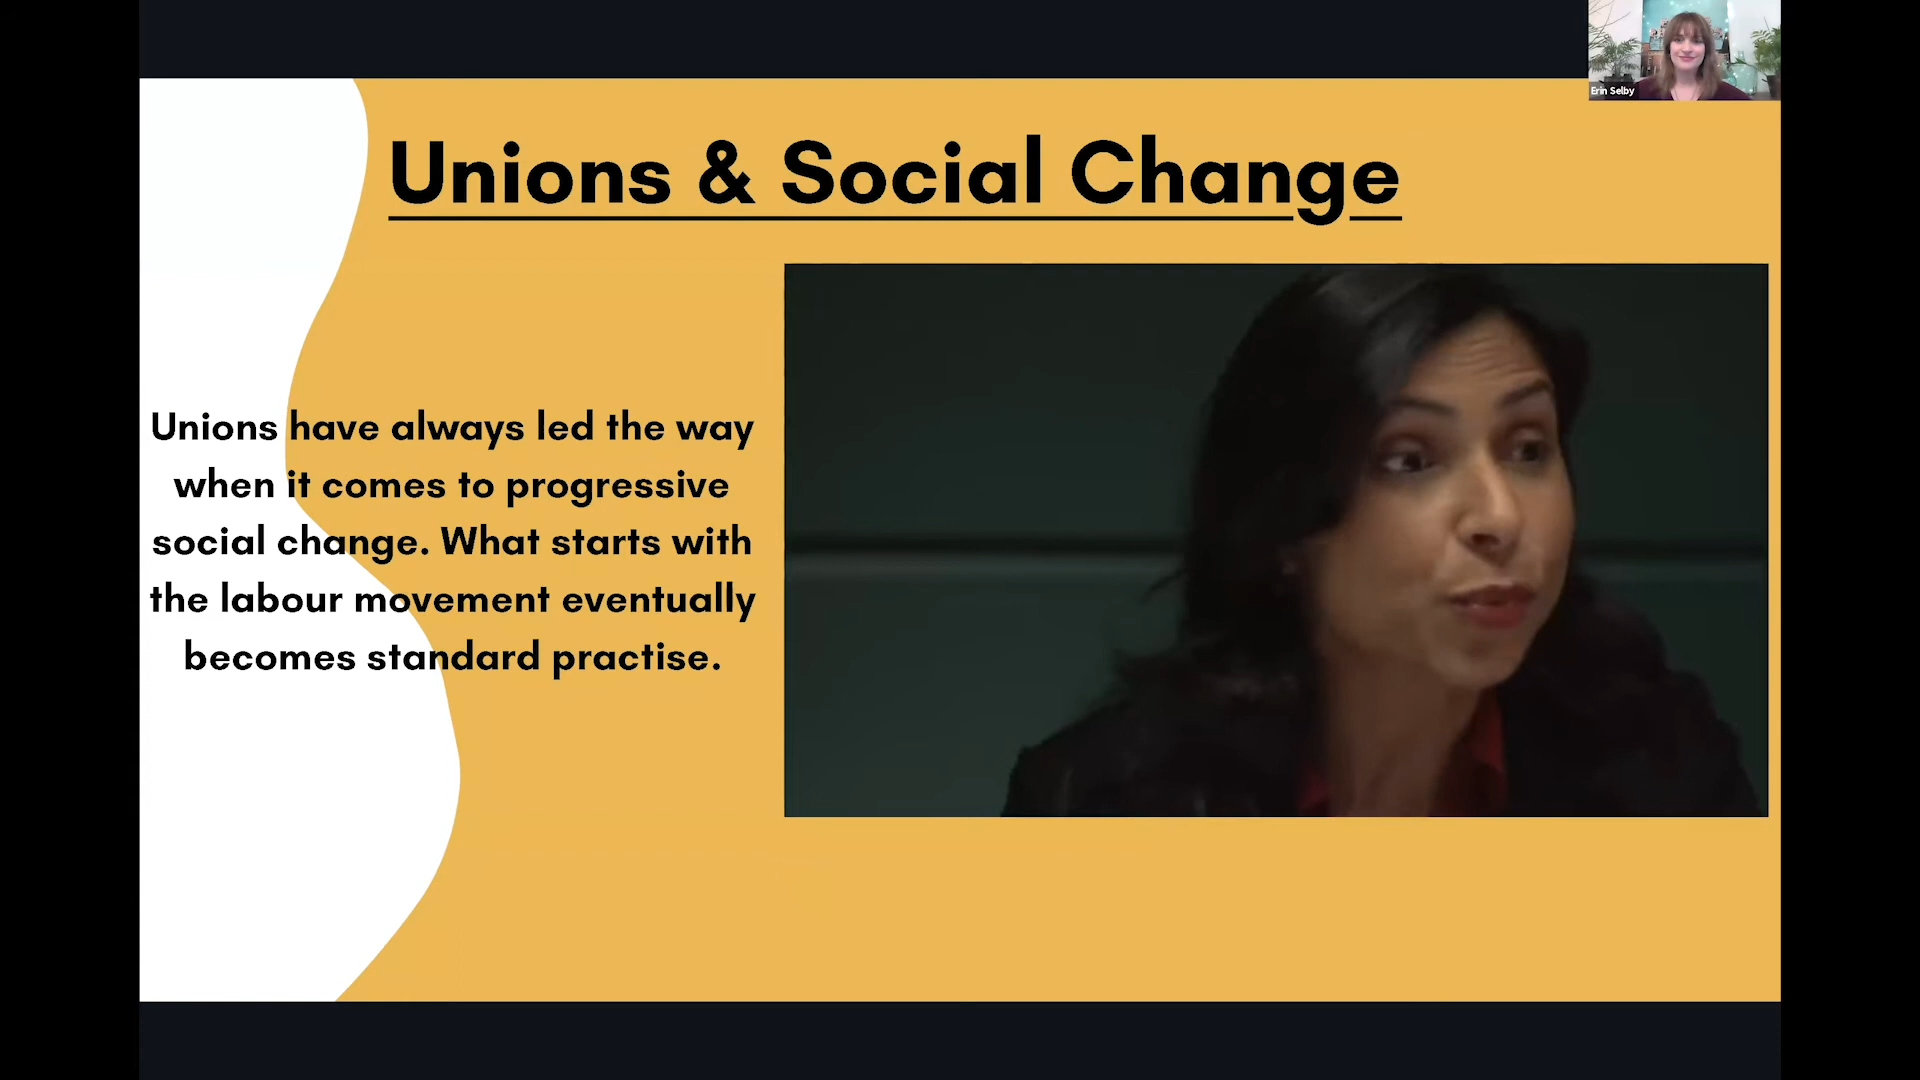 Erin Selby
Unions & Social Change
Unions have always led the way
when it comes to progressive
social change. What starts with
the labour movement eventually
becomes standard practise.